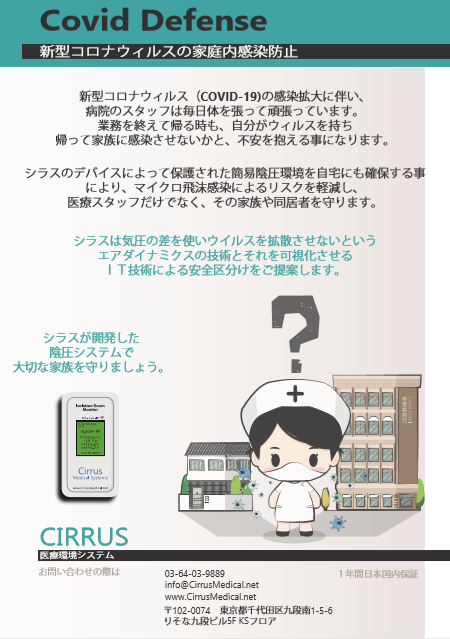 Covid Defense
新型コロナウィルスの家庭内感染防止
新型コロナウィルス（COVID-19)の感染拡大に伴い、
病院のスタッフは毎日体を張って頑張っています。
業務を終えて帰る時も、自分がウィルスを持ち
帰って家族に感染させないかと、不安を抱える事になります。
シラスのデバイスによって保護された簡易陰圧環境を自宅にも確保する事
により、マイクロ飛沫感染によるリスクを軽減し、
医療スタッフだけでなく、その家族や同居者を守ります。
シラスは気圧の差を使いウイルスを拡散させないという
エアダイナミクスの技術とそれを可視化させる
ＩＴ技術による安全区分けをご提案します。
シラスが開発した
陰圧システムで
大切な家族を守りましょう。
Isolation Room
Monitor
Cirrus
Medical Systems
www.cirrusmedical.net
CIRRUS
医療環境システム
お問い合わせの際は
03-64-03-9889
info@CirrusMedical.net
www.CirrusMedical.net
〒102-0074 東京都千代田区九段南1-5-6
りそな九段ビル5F KSフロア
１年間日本国内保証